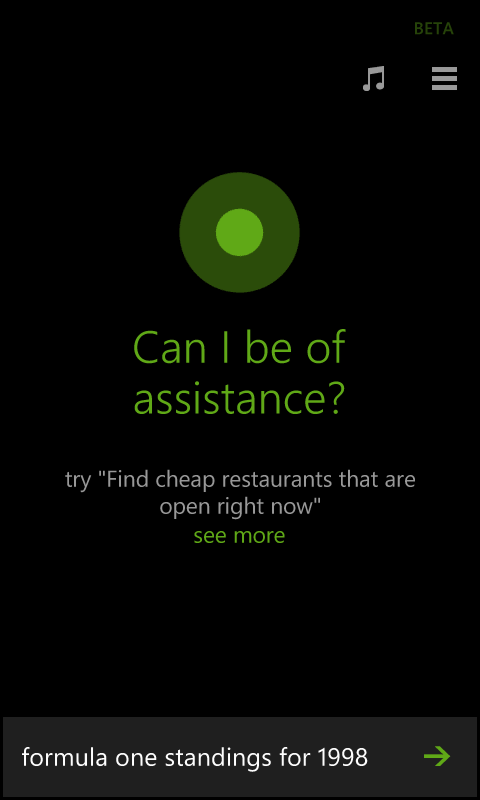 BETA
Can I be of
assistance?
try "Find cheap restaurants that are
open right now"
see more
formula one standings for 1998